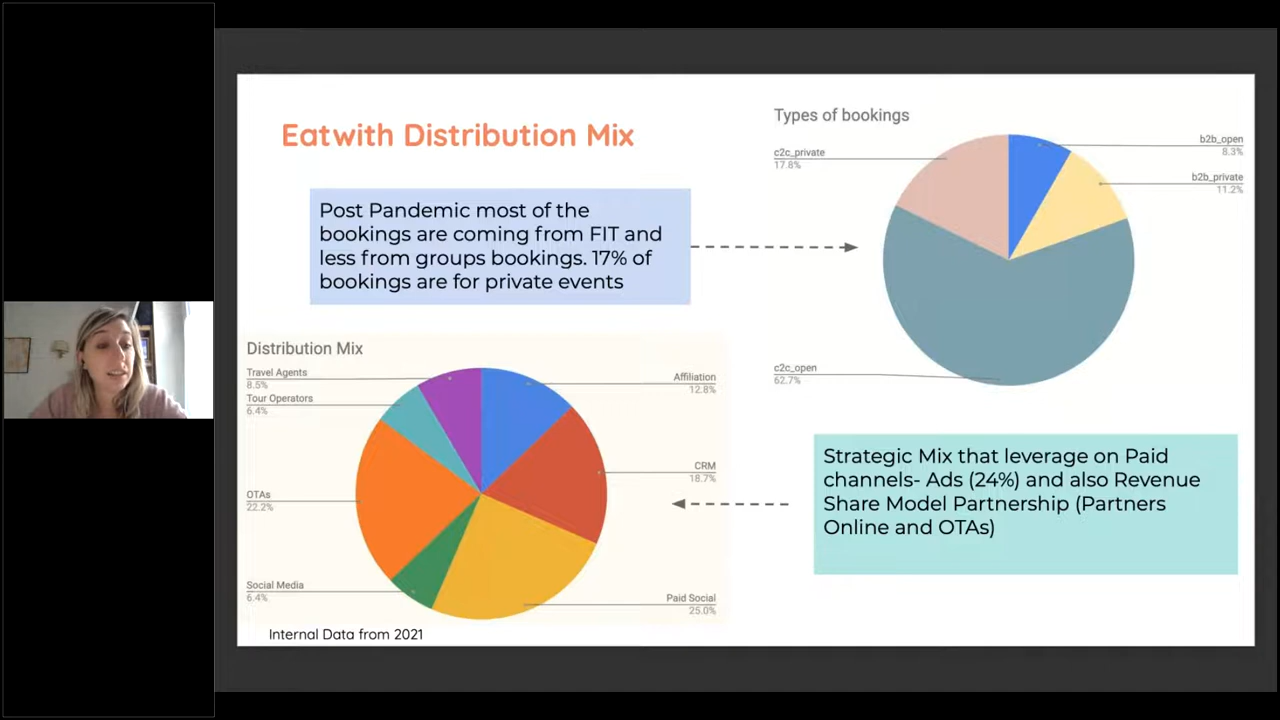 Eatwith Distribution Mix
Post Pandemic most of the
bookings are coming from FIT and
less from groups bookings. 17% of
bookings are for private events
Types of bookings
c2c_private
17.8%
b2b_open
8.3%
b2b_private
11.2%
c2c_open
62.7%
Distribution Mix
Travel Agents
8.5%
Tour Operators
6.4%
OTAs
22.2%
Social Media
6.4%
Affiliation
12.8%
CRM
18.7%
Paid Social
25.0%
Internal Data from 2021
Strategic Mix that leverage on Paid
channels- Ads (24%) and also Revenue
Share Model Partnership (Partners
Online and OTAs)